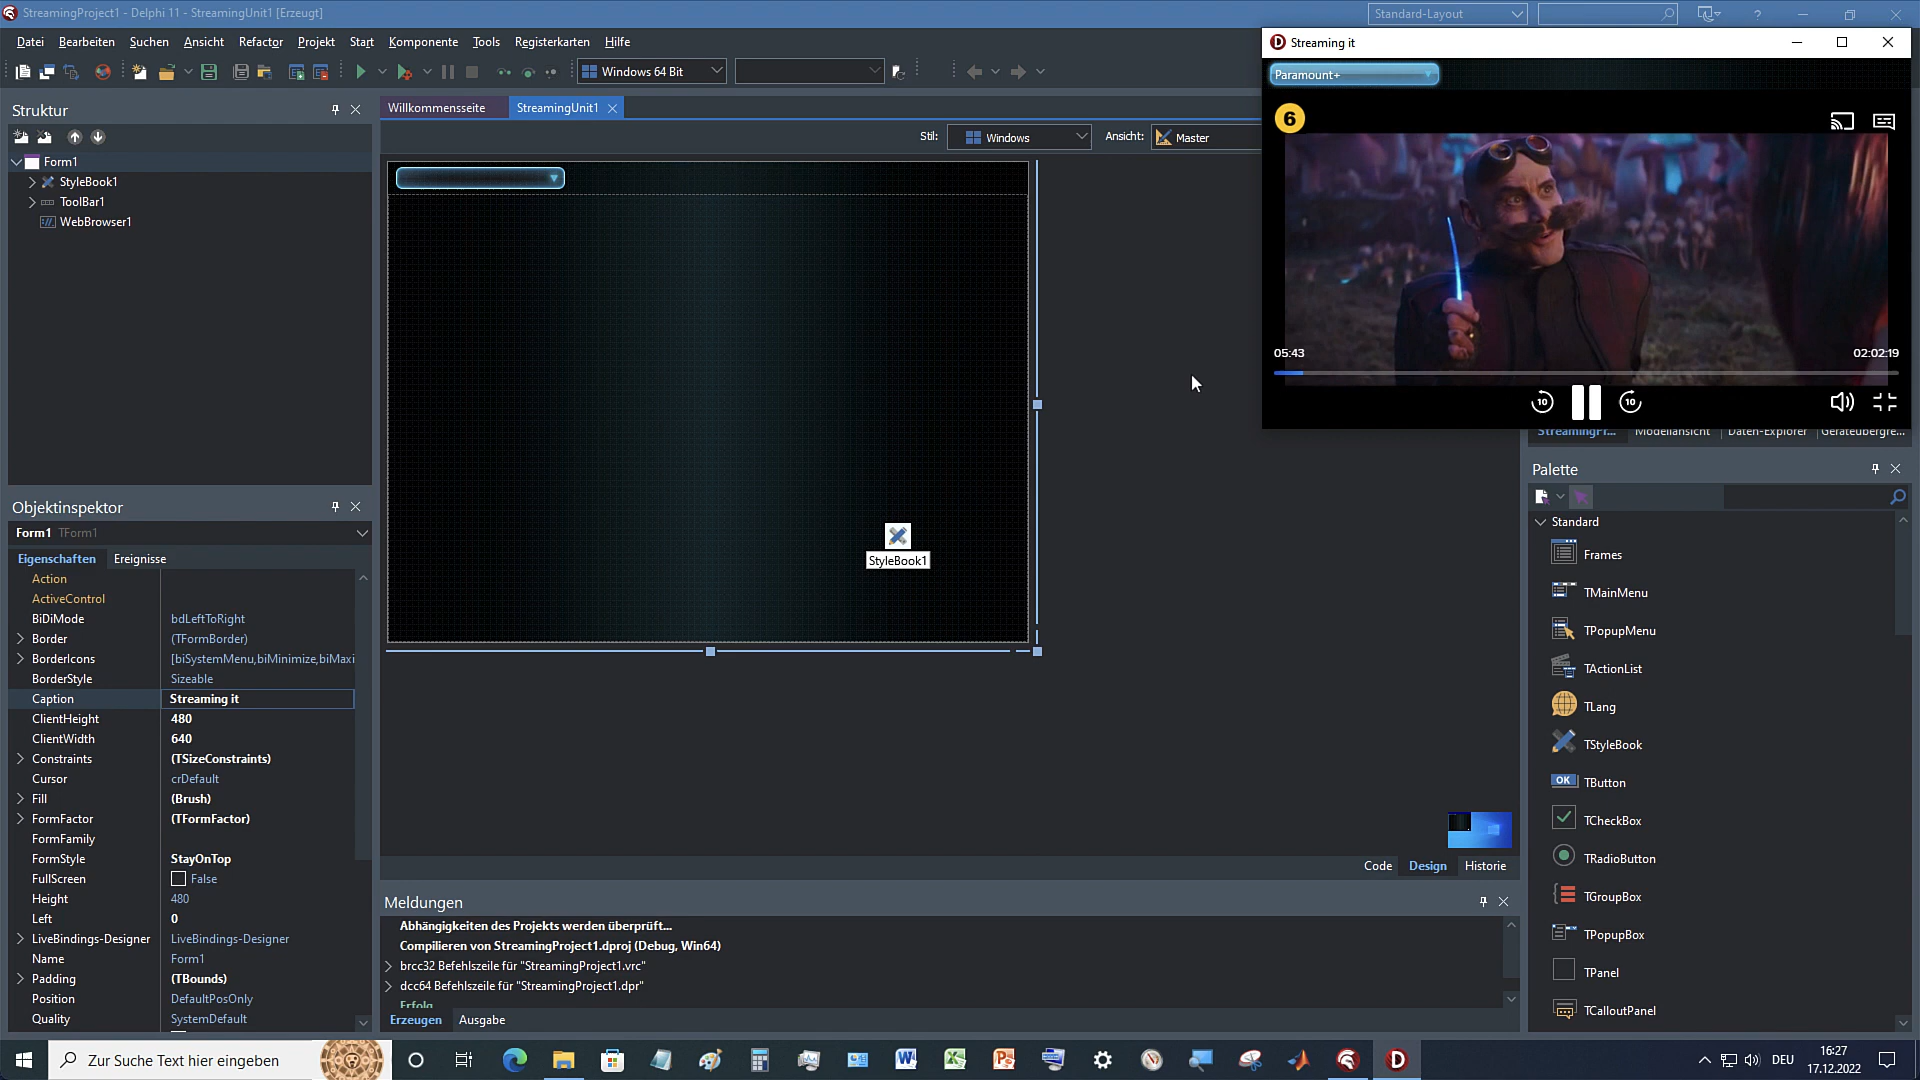 StreamingProject1 - Delphi 11 - StreamingUnit1 [Erzeugt]
Standard-Layout
Datei Bearbeiten Suchen Ansicht Refactor Projekt Start Komponente Tools Registerkarten Hilfe
Windows 64 Bit
Streaming it
Paramount+
6
05:43
02:02:19
10
10
Struktur
Form1
StyleBook1
ToolBar1
WebBrowser1
Willkommensseite
StreamingUnit1
Stil:
Windows
Ansicht:
Master
StyleBook1
Objektinspektor
Form1 TForm1
Eigenschaften Ereignisse
Action
ActiveControl
BiDiMode bdLeftToRight
Border (TFormBorder)
BorderIcons [biSystemMenu,biMinimize,biMaxi
BorderStyle Sizeable
Caption Streaming it
ClientHeight 480
ClientWidth 640
Constraints (TSizeConstraints)
Cursor crDefault
Fill (Brush)
FormFactor (TFormFactor)
FormFamily
FormStyle StayOnTop
FullScreen False
Height 480
Left 0
LiveBindings-Designer LiveBindings-Designer
Name Form1
Padding (TBounds)
Position DefaultPosOnly
Quality SystemDefault
Code Design Historie
Meldungen
Abhängigkeiten des Projekts werden überprüft...
Compilieren von StreamingProject1.dproj (Debug, Win64)
brcc32 Befehlszeile für "StreamingProject1.vrc"
dcc64 Befehlszeile für "StreamingProject1.dpr"
Erfolg
Erzeugen Ausgabe
StreamingPr... Modellansicht Daten-Explorer Geräteübergre...
Palette
Standard
Frames
TMainMenu
TPopupMenu
TActionList
TLang
TStyleBook
OK TButton
TCheckBox
TRadioButton
TGroupBox
TPopupBox
TPanel
TCalloutPanel
Zur Suche Text hier eingeben
DEU
16:27
17.12.2022